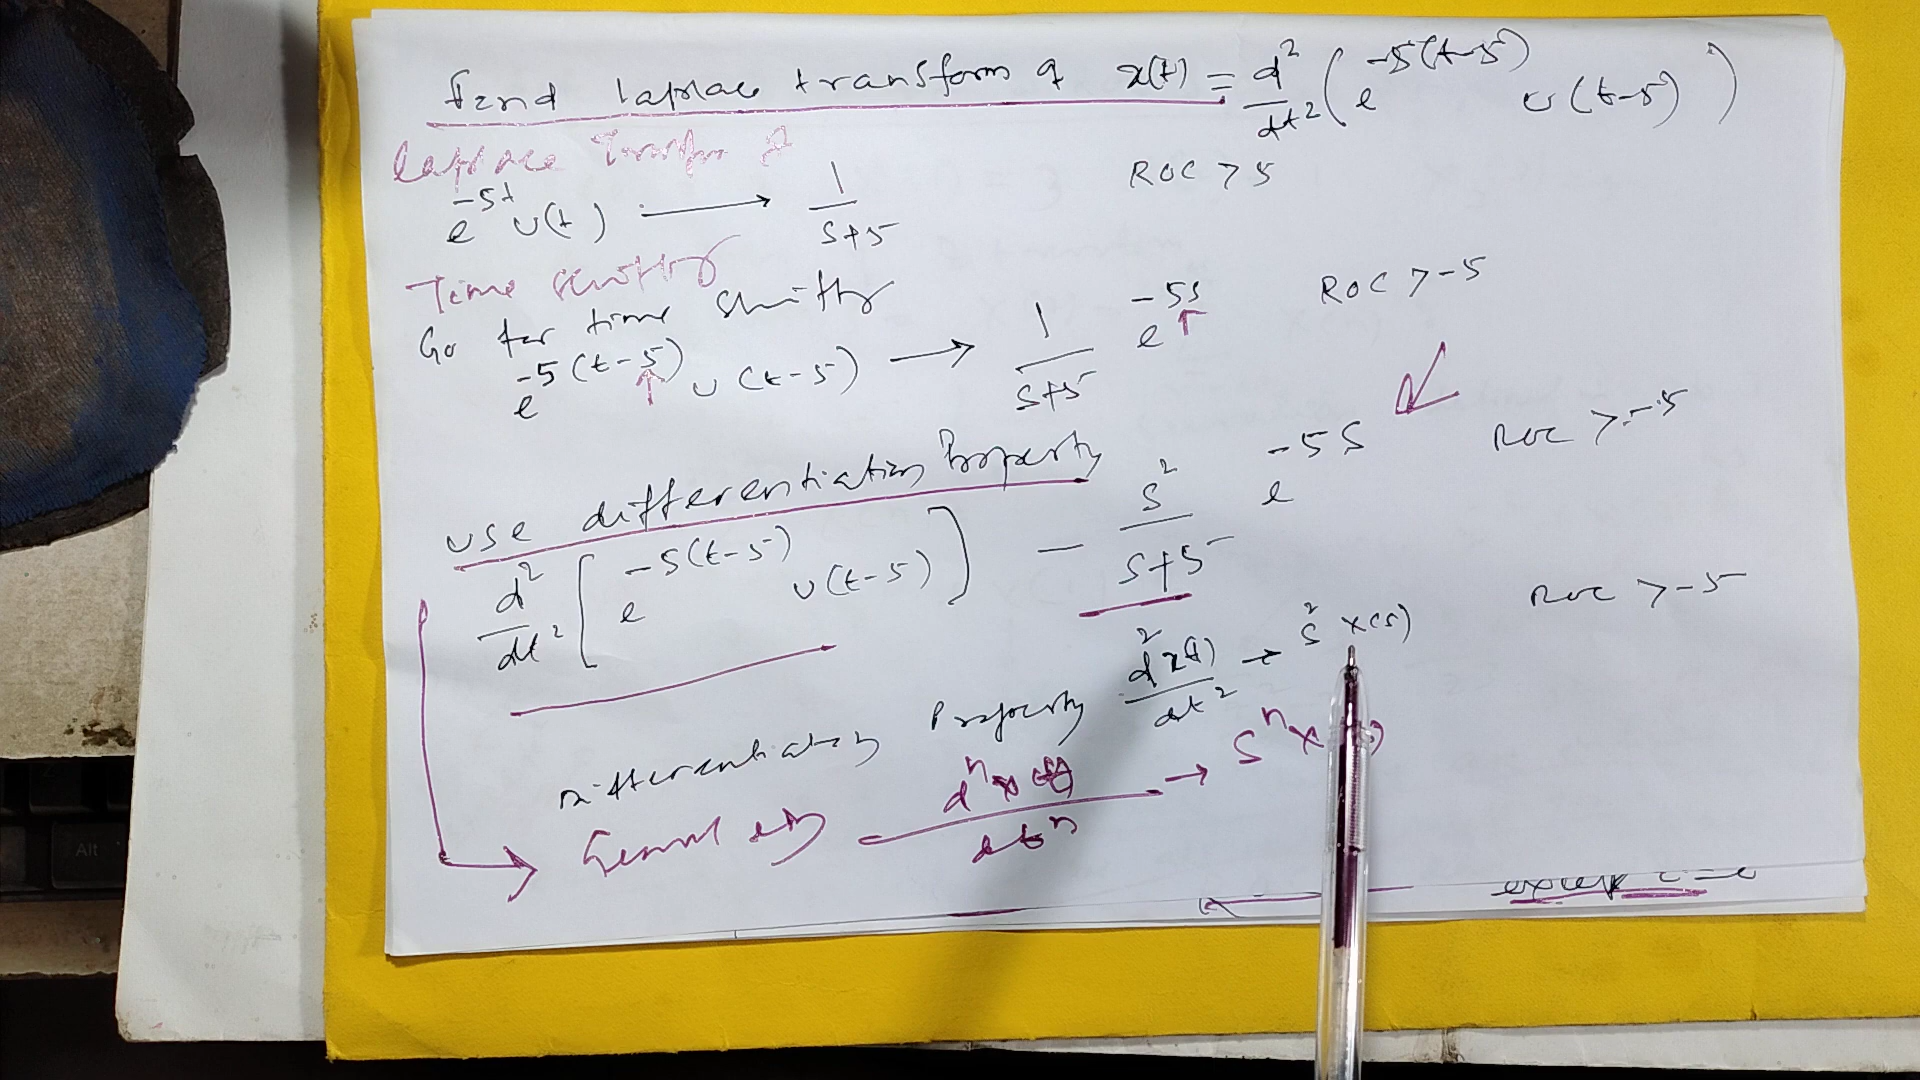 Find laplace transform of x(t) = d²/dt² ( e^-5(t-5) u(t-5) )
laplace Transfm of
e^-5t u(t) → 1/(s+5) ROC > 5
Time shifting
Go for time shifting
e^-5(t-5) u(t-5) → 1/(s+5) e^-5s ROC > -5
use differentiation Property
d²/dt² [ e^-5(t-5) u(t-5) ] — s²/(s+5) e^-5s ROC > -5
ROC > -5
Differentiation Property d²x(t)/dt² → s² x(s)
d^n x(t)/dt^n → s^n x
Alt